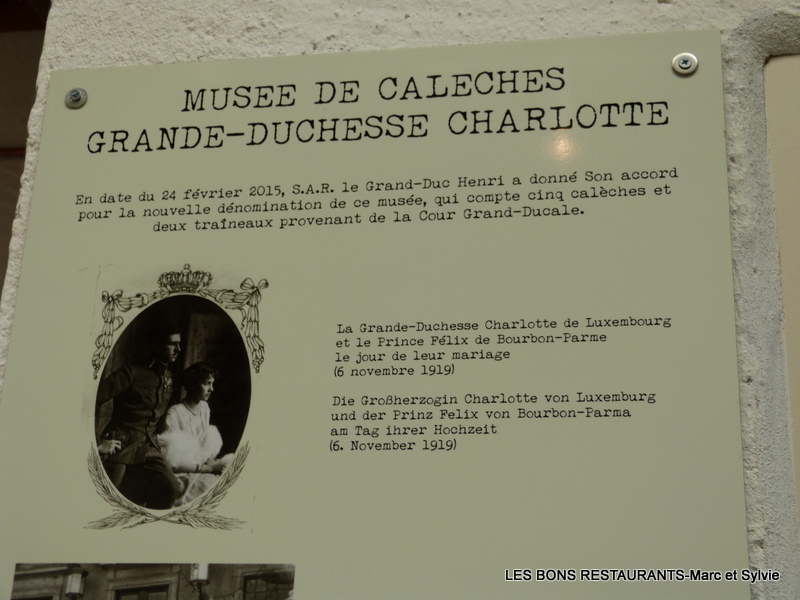 MUSEE DE CALECHES
GRANDE-DUCHESSE CHARLOTTE
En date du 24 février 2015, S.A.R. le Grand-Duc Henri a donné Son accord
pour la nouvelle dénomination de ce musée, qui compte cinq calèches et
deux traîneaux provenant de la Cour Grand-Ducale.
La Grande-Duchesse Charlotte de Luxembourg
et le Prince Félix de Bourbon-Parme
le jour de leur mariage
(6 novembre 1919)
Die Großherzogin Charlotte von Luxemburg
und der Prinz Felix von Bourbon-Parma
am Tag ihrer Hochzeit
(6. November 1919)
LES BONS RESTAURANTS-Marc et Sylvie